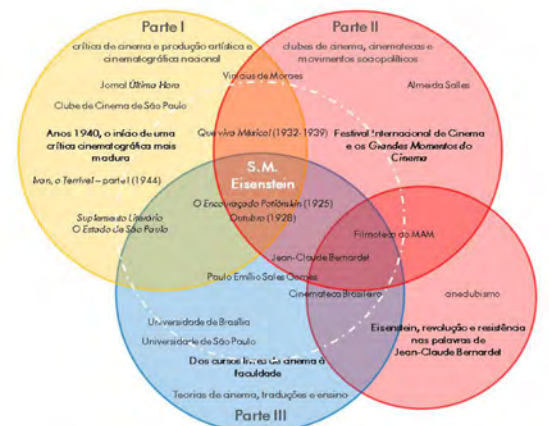 Parte I
crítica de cinema e produção artística e
cinematográfica nacional
Jornal Última Hora
Clube de Cinema de São Paulo
Anos 1940, o início de uma
crítica cinematográfica mais
madura
Ivan, o Terrível – parte I (1944)
Suplemento Literário
O Estado de São Paulo
Vinicius de Moraes
Que viva México! (1932-1939)
S.M.
Eisenstein
O Encouraçado Potiômkin (1925)
Outubro (1928)
Parte II
clubes de cinema, cinematecas e
movimentos sociopolíticos
Almeida Salles
Festival Internacional de Cinema
e os Grandes Momentos do
Cinema
Filmoteca do MAM
Jean-Claude Bernardet
Paulo Emílio Sales Gomes
Cinemateca Brasileira
cineclubismo
Eisenstein, revolução e resistência
nas palavras de
Jean-Claude Bernardet
Universidade de Brasília
Universidade de São Paulo
Dos cursos livres de cinema à
faculdade
Teorias de cinema, traduções e ensino
Parte III